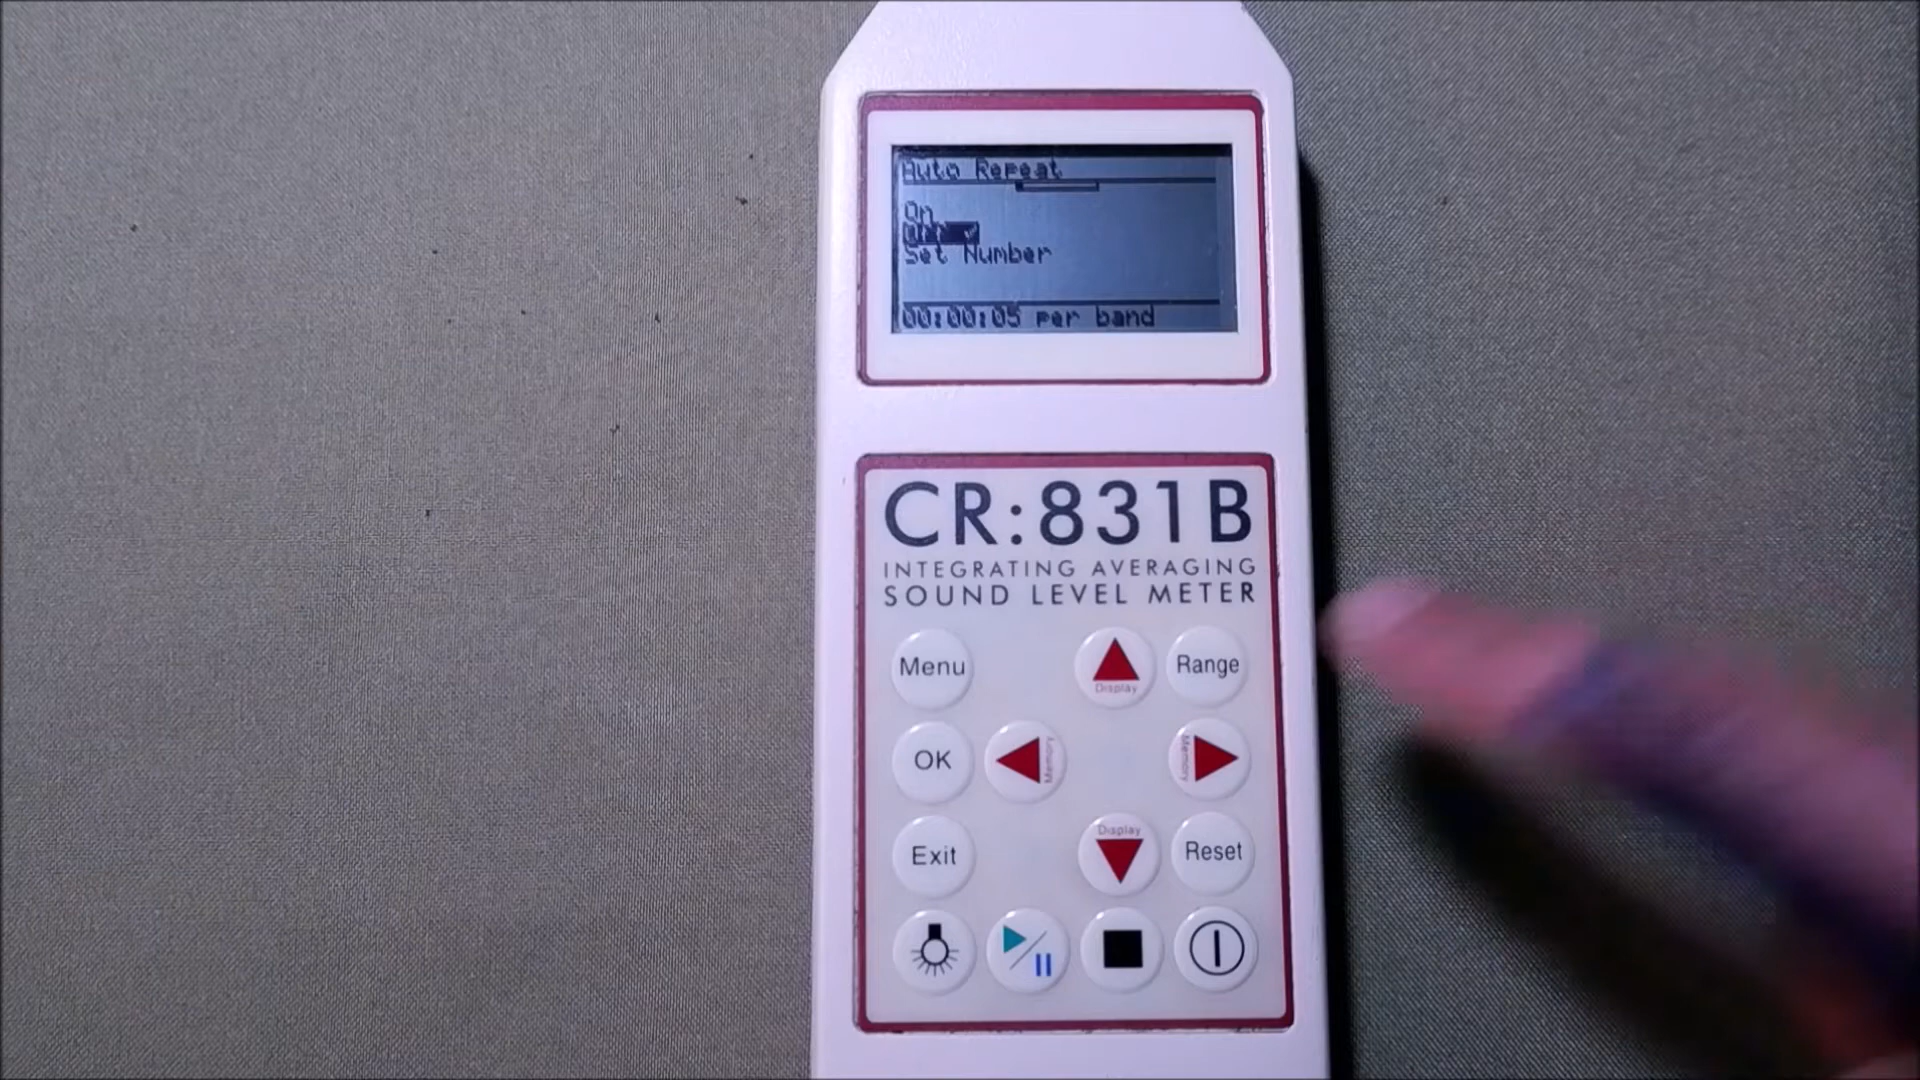 Auto Repeat
On
Off ✓
Set Number
00:00:05 per band
CR:831B
INTEGRATING AVERAGING
SOUND LEVEL METER
Menu
Display
Range
OK
Memory
Memory
Exit
Display
Reset